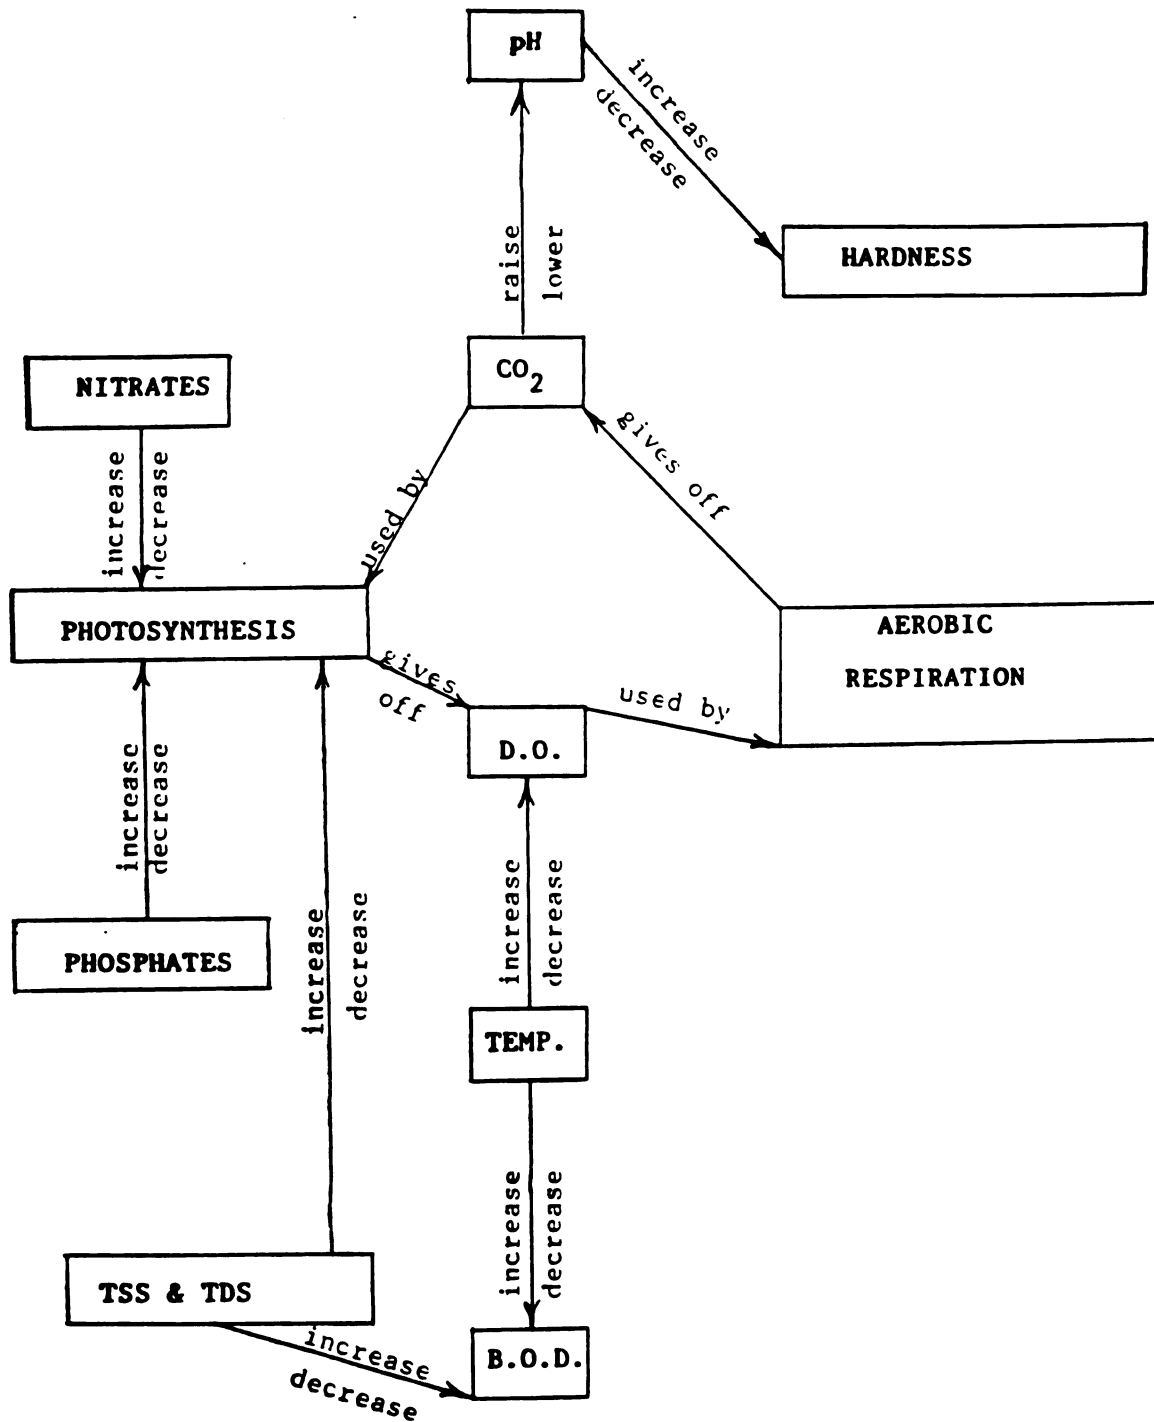 pH
increase
decrease
HARDNESS
raise
lower
CO₂
NITRATES
increase
decrease
used by
gives off
PHOTOSYNTHESIS
AEROBIC
RESPIRATION
gives
off
used by
D.O.
increase
decrease
PHOSPHATES
increase
decrease
increase
decrease
TEMP.
increase
decrease
TSS & TDS
increase
decrease
B.O.D.